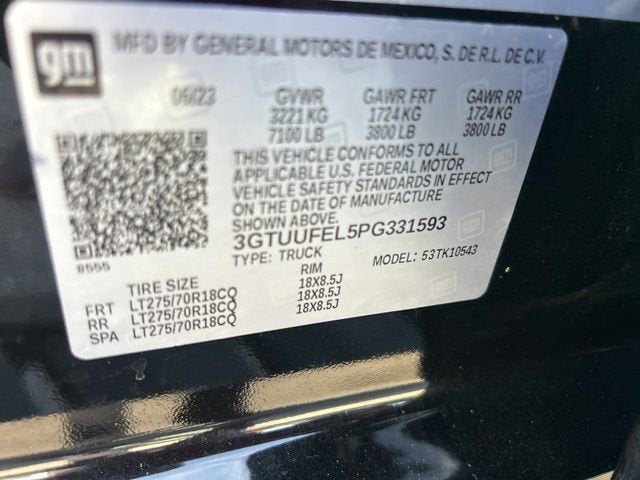 gm MFD BY GENERAL MOTORS DE MEXICO, S. DE R.L. DE C.V.
06/23 GVWR GAWR FRT GAWR RR
3221 KG 1724 KG 1724 KG
7100 LB 3800 LB 3800 LB
THIS VEHICLE CONFORMS TO ALL
APPLICABLE U.S. FEDERAL MOTOR
VEHICLE SAFETY STANDARDS IN EFFECT
ON THE DATE OF MANUFACTURE
SHOWN ABOVE.
3GTUUFEL5PG331593
8555 TYPE: TRUCK MODEL: 53TK10543
TIRE SIZE RIM
FRT LT275/70R18CQ 18X8.5J
RR LT275/70R18CQ 18X8.5J
SPA LT275/70R18CQ 18X8.5J